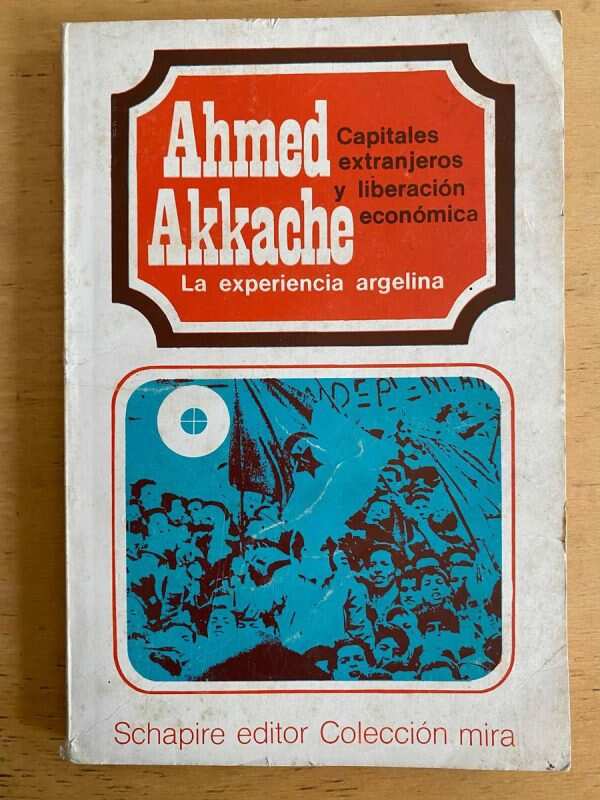 Ahmed
Akkache
Capitales
extranjeros
y liberación
económica
La experiencia argelina
Schapire editor Colección mira